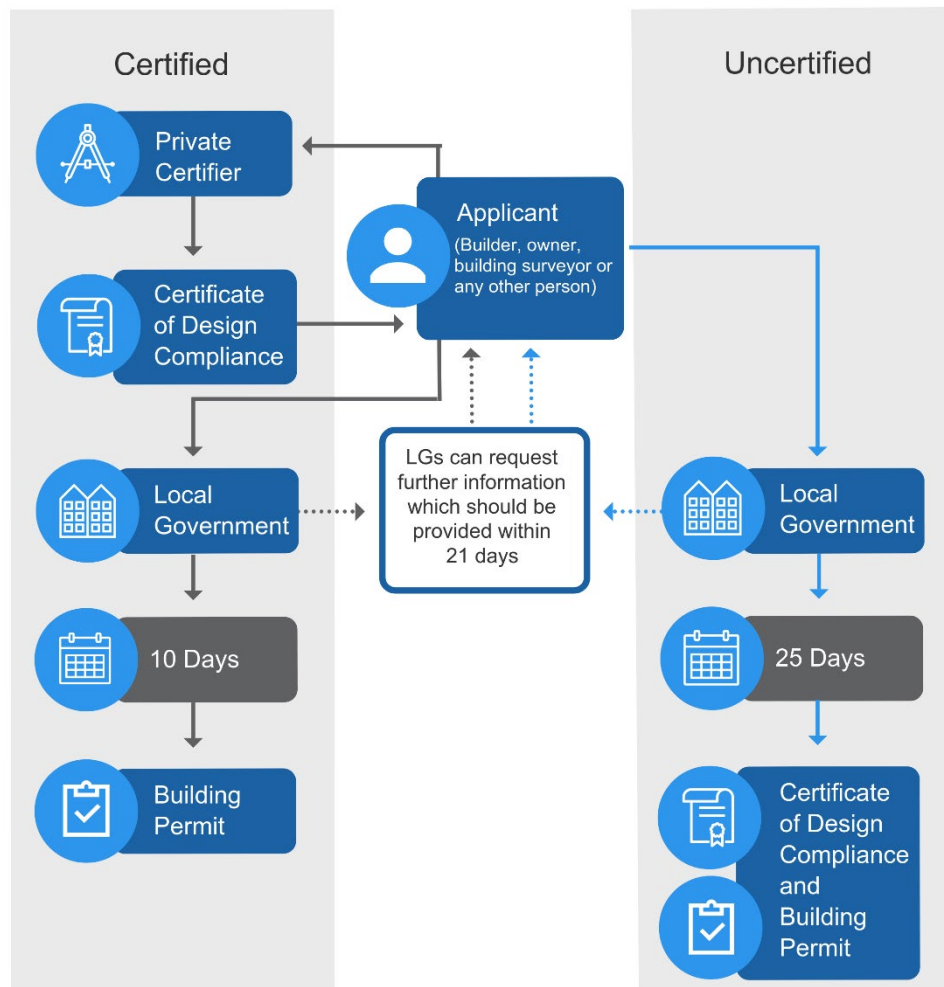 Certified
Uncertified
Private
Certifier
Applicant
(Builder, owner,
building surveyor or
any other person)
Certificate
of Design
Compliance
LGs can request
further information
which should be
provided within
21 days
Local
Government
Local
Government
10 Days
25 Days
Building
Permit
Certificate
of Design
Compliance
and
Building
Permit